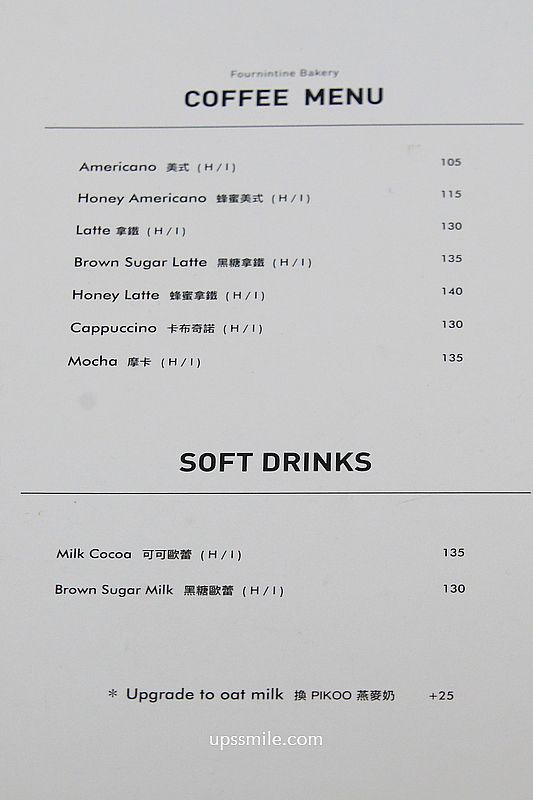 Fournintine Bakery
COFFEE MENU
Americano 美式 (H/I) 105
Honey Americano 蜂蜜美式 (H/I) 115
Latte 拿鐵 (H/I) 130
Brown Sugar Latte 黑糖拿鐵 (H/I) 135
Honey Latte 蜂蜜拿鐵 (H/I) 140
Cappuccino 卡布奇諾 (H/I) 130
Mocha 摩卡 (H/I) 135
SOFT DRINKS
Milk Cocoa 可可歐蕾 (H/I) 135
Brown Sugar Milk 黑糖歐蕾 (H/I) 130
* Upgrade to oat milk 換 PIKOO 燕麥奶 +25
upssmile.com